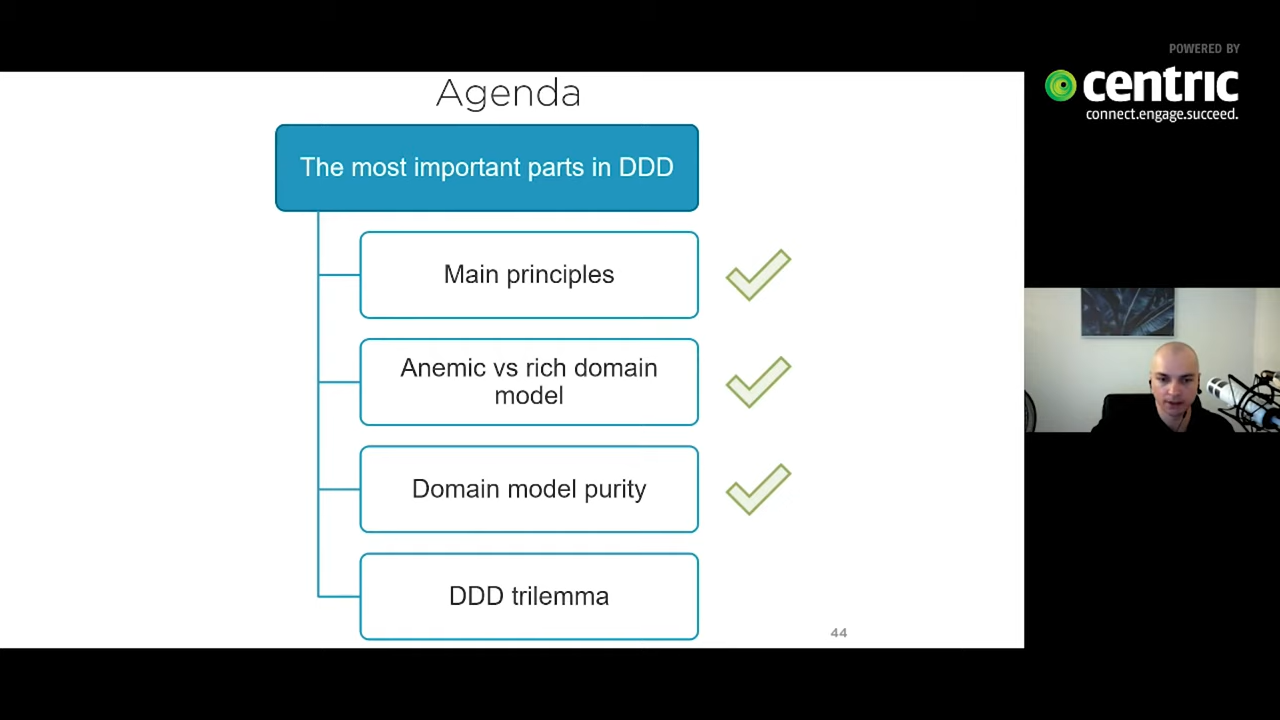 POWERED BY
centric
connect.engage.succeed.
Agenda
The most important parts in DDD
Main principles
Anemic vs rich domain
model
Domain model purity
DDD trilemma
44